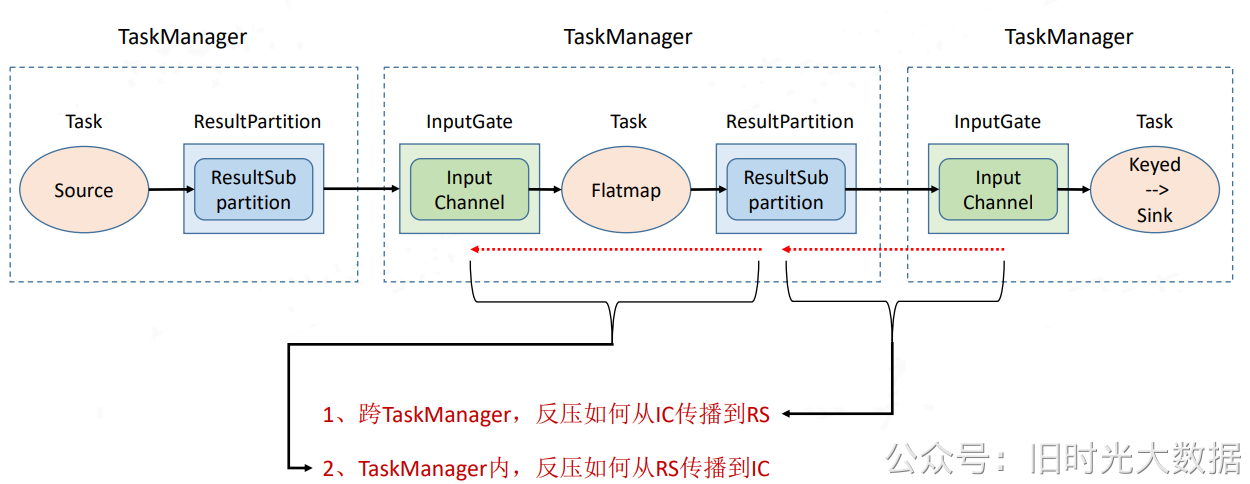 TaskManager
TaskManager
TaskManager
Task
ResultPartition
InputGate
Task
ResultPartition
InputGate
Task
Source
ResultSub
partition
Input
Channel
Flatmap
ResultSub
partition
Input
Channel
Keyed
-->
Sink
1、跨TaskManager，反压如何从IC传播到RS
2、TaskManager内，反压如何从RS传播到IC
公众号：旧时光大数据